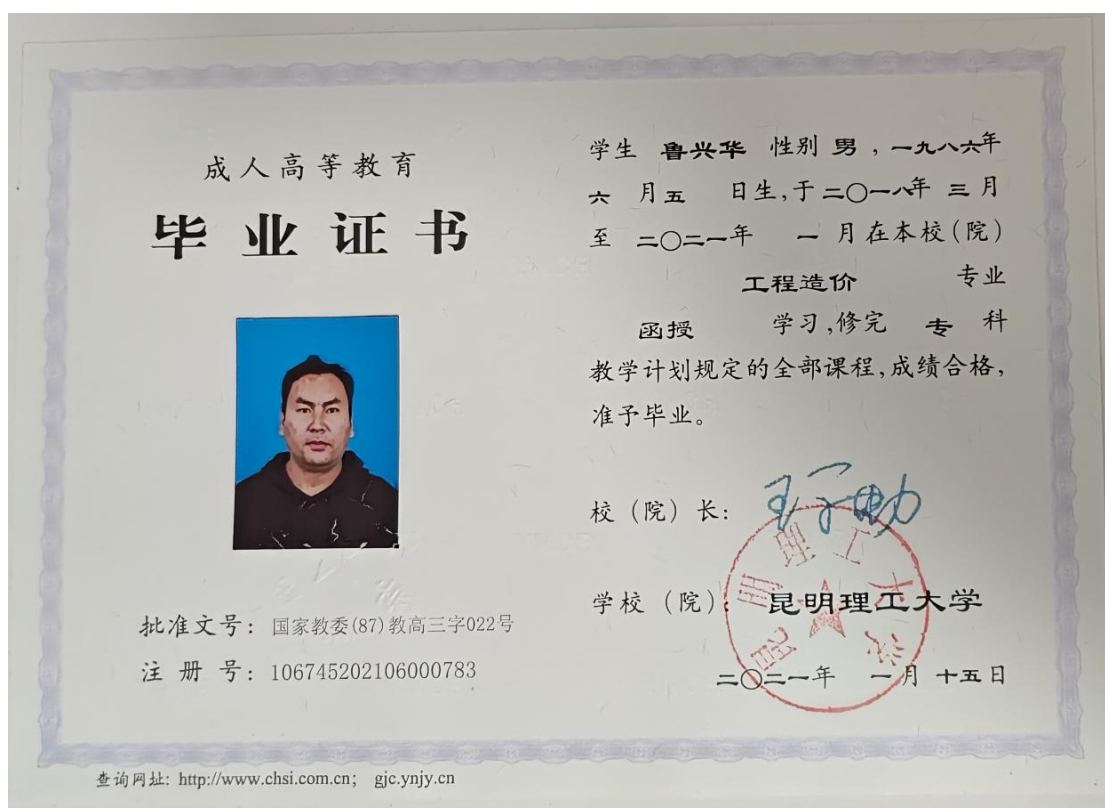 成人高等教育
毕业证书
批准文号：国家教委(87)教高三字022号
注册号：106745202106000783
学生 鲁兴华 性别 男，一九八六年
六 月 五 日生，于二〇一八年 三 月
至 二〇二一年 一 月在本校（院）
工程造价 专业
函授 学习，修完 专 科
教学计划规定的全部课程，成绩合格，
准予毕业。
校（院）长：
学校（院）：昆明理工大学
昆明理工大学
二〇二一年 一月 十五日
查询网址：http://www.chsi.com.cn； gjc.ynjy.cn